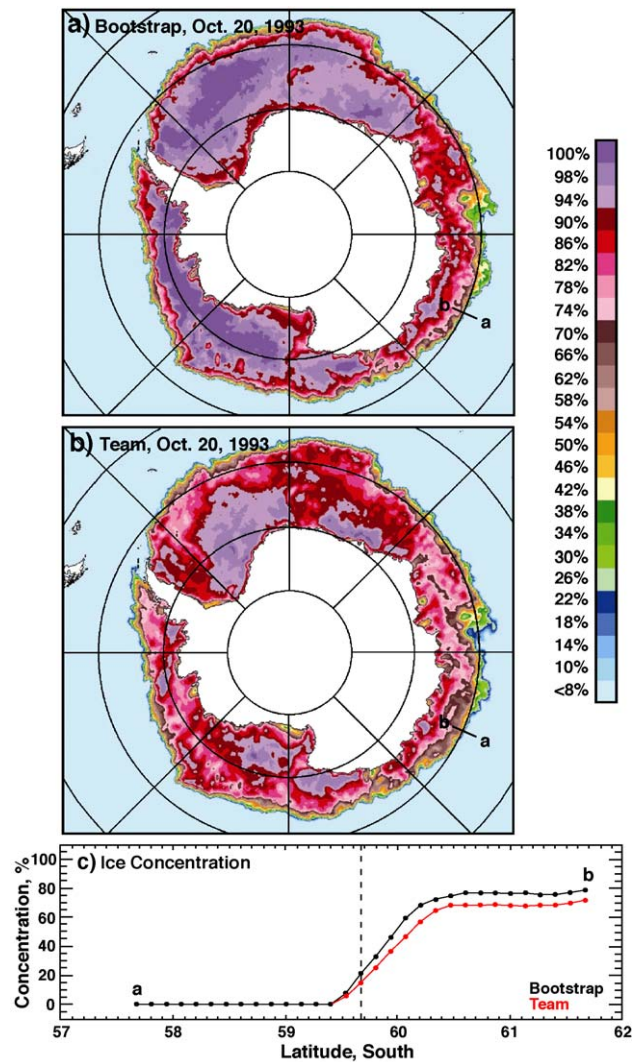 a) Bootstrap, Oct. 20, 1993
b
a
b) Team, Oct. 20, 1993
b
a
100%
98%
94%
90%
86%
82%
78%
74%
70%
66%
62%
58%
54%
50%
46%
42%
38%
34%
30%
26%
22%
18%
14%
10%
<8%
c) Ice Concentration
Concentration, %
100
80
60
40
20
0
a
b
Bootstrap
Team
57 58 59 60 61 62
Latitude, South